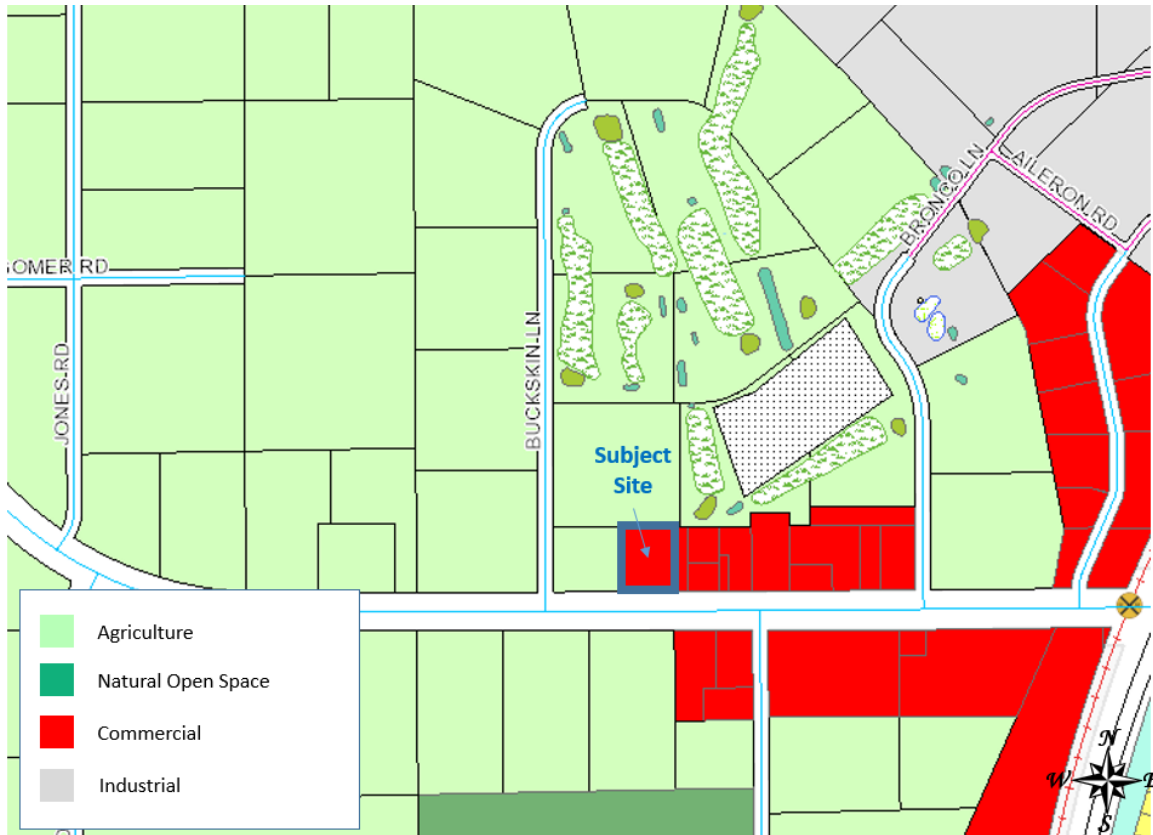 BRONCO LN
AILERON RD
GOMER RD
JONES RD
BUCKSKIN LN
Subject
Site
Agriculture
Natural Open Space
Commercial
Industrial
N
W
E
S